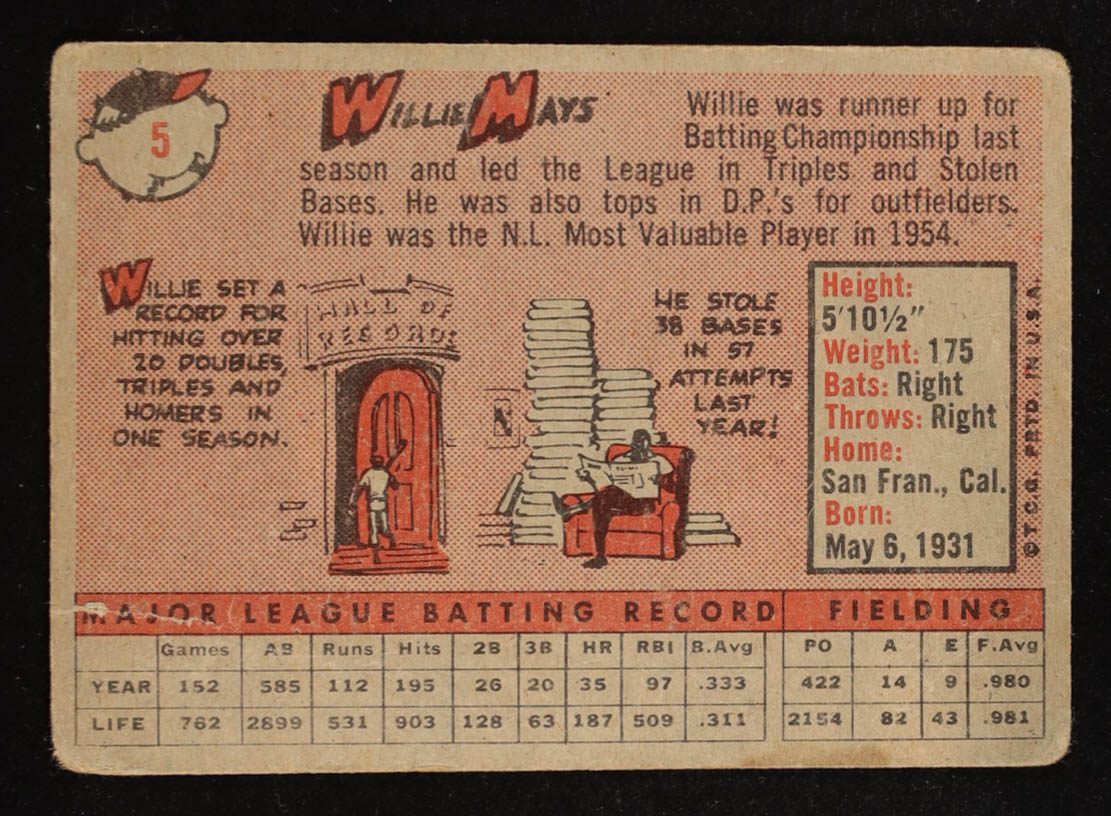 5
WILLIE MAYS
Willie was runner up for
Batting Championship last
season and led the League in Triples and Stolen
Bases. He was also tops in D.P.'s for outfielders.
Willie was the N.L. Most Valuable Player in 1954.
WILLIE SET A
RECORD FOR
HITTING OVER
20 DOUBLES,
TRIPLES AND
HOMERS IN
ONE SEASON.
HALL OF
RECORDS
HE STOLE
38 BASES
IN 57
ATTEMPTS
LAST
YEAR!
Height:
5'10½"
Weight: 175
Bats: Right
Throws: Right
Home:
San Fran., Cal.
Born:
May 6, 1931
© T.C.G. PRTD. IN U.S.A.
MAJOR LEAGUE BATTING RECORD FIELDING
Games AB Runs Hits 2B 3B HR RBI B.Avg PO A E F.Avg
YEAR 152 585 112 195 26 20 35 97 .333 422 14 9 .980
LIFE 762 2899 531 903 128 63 187 509 .311 2154 82 43 .981